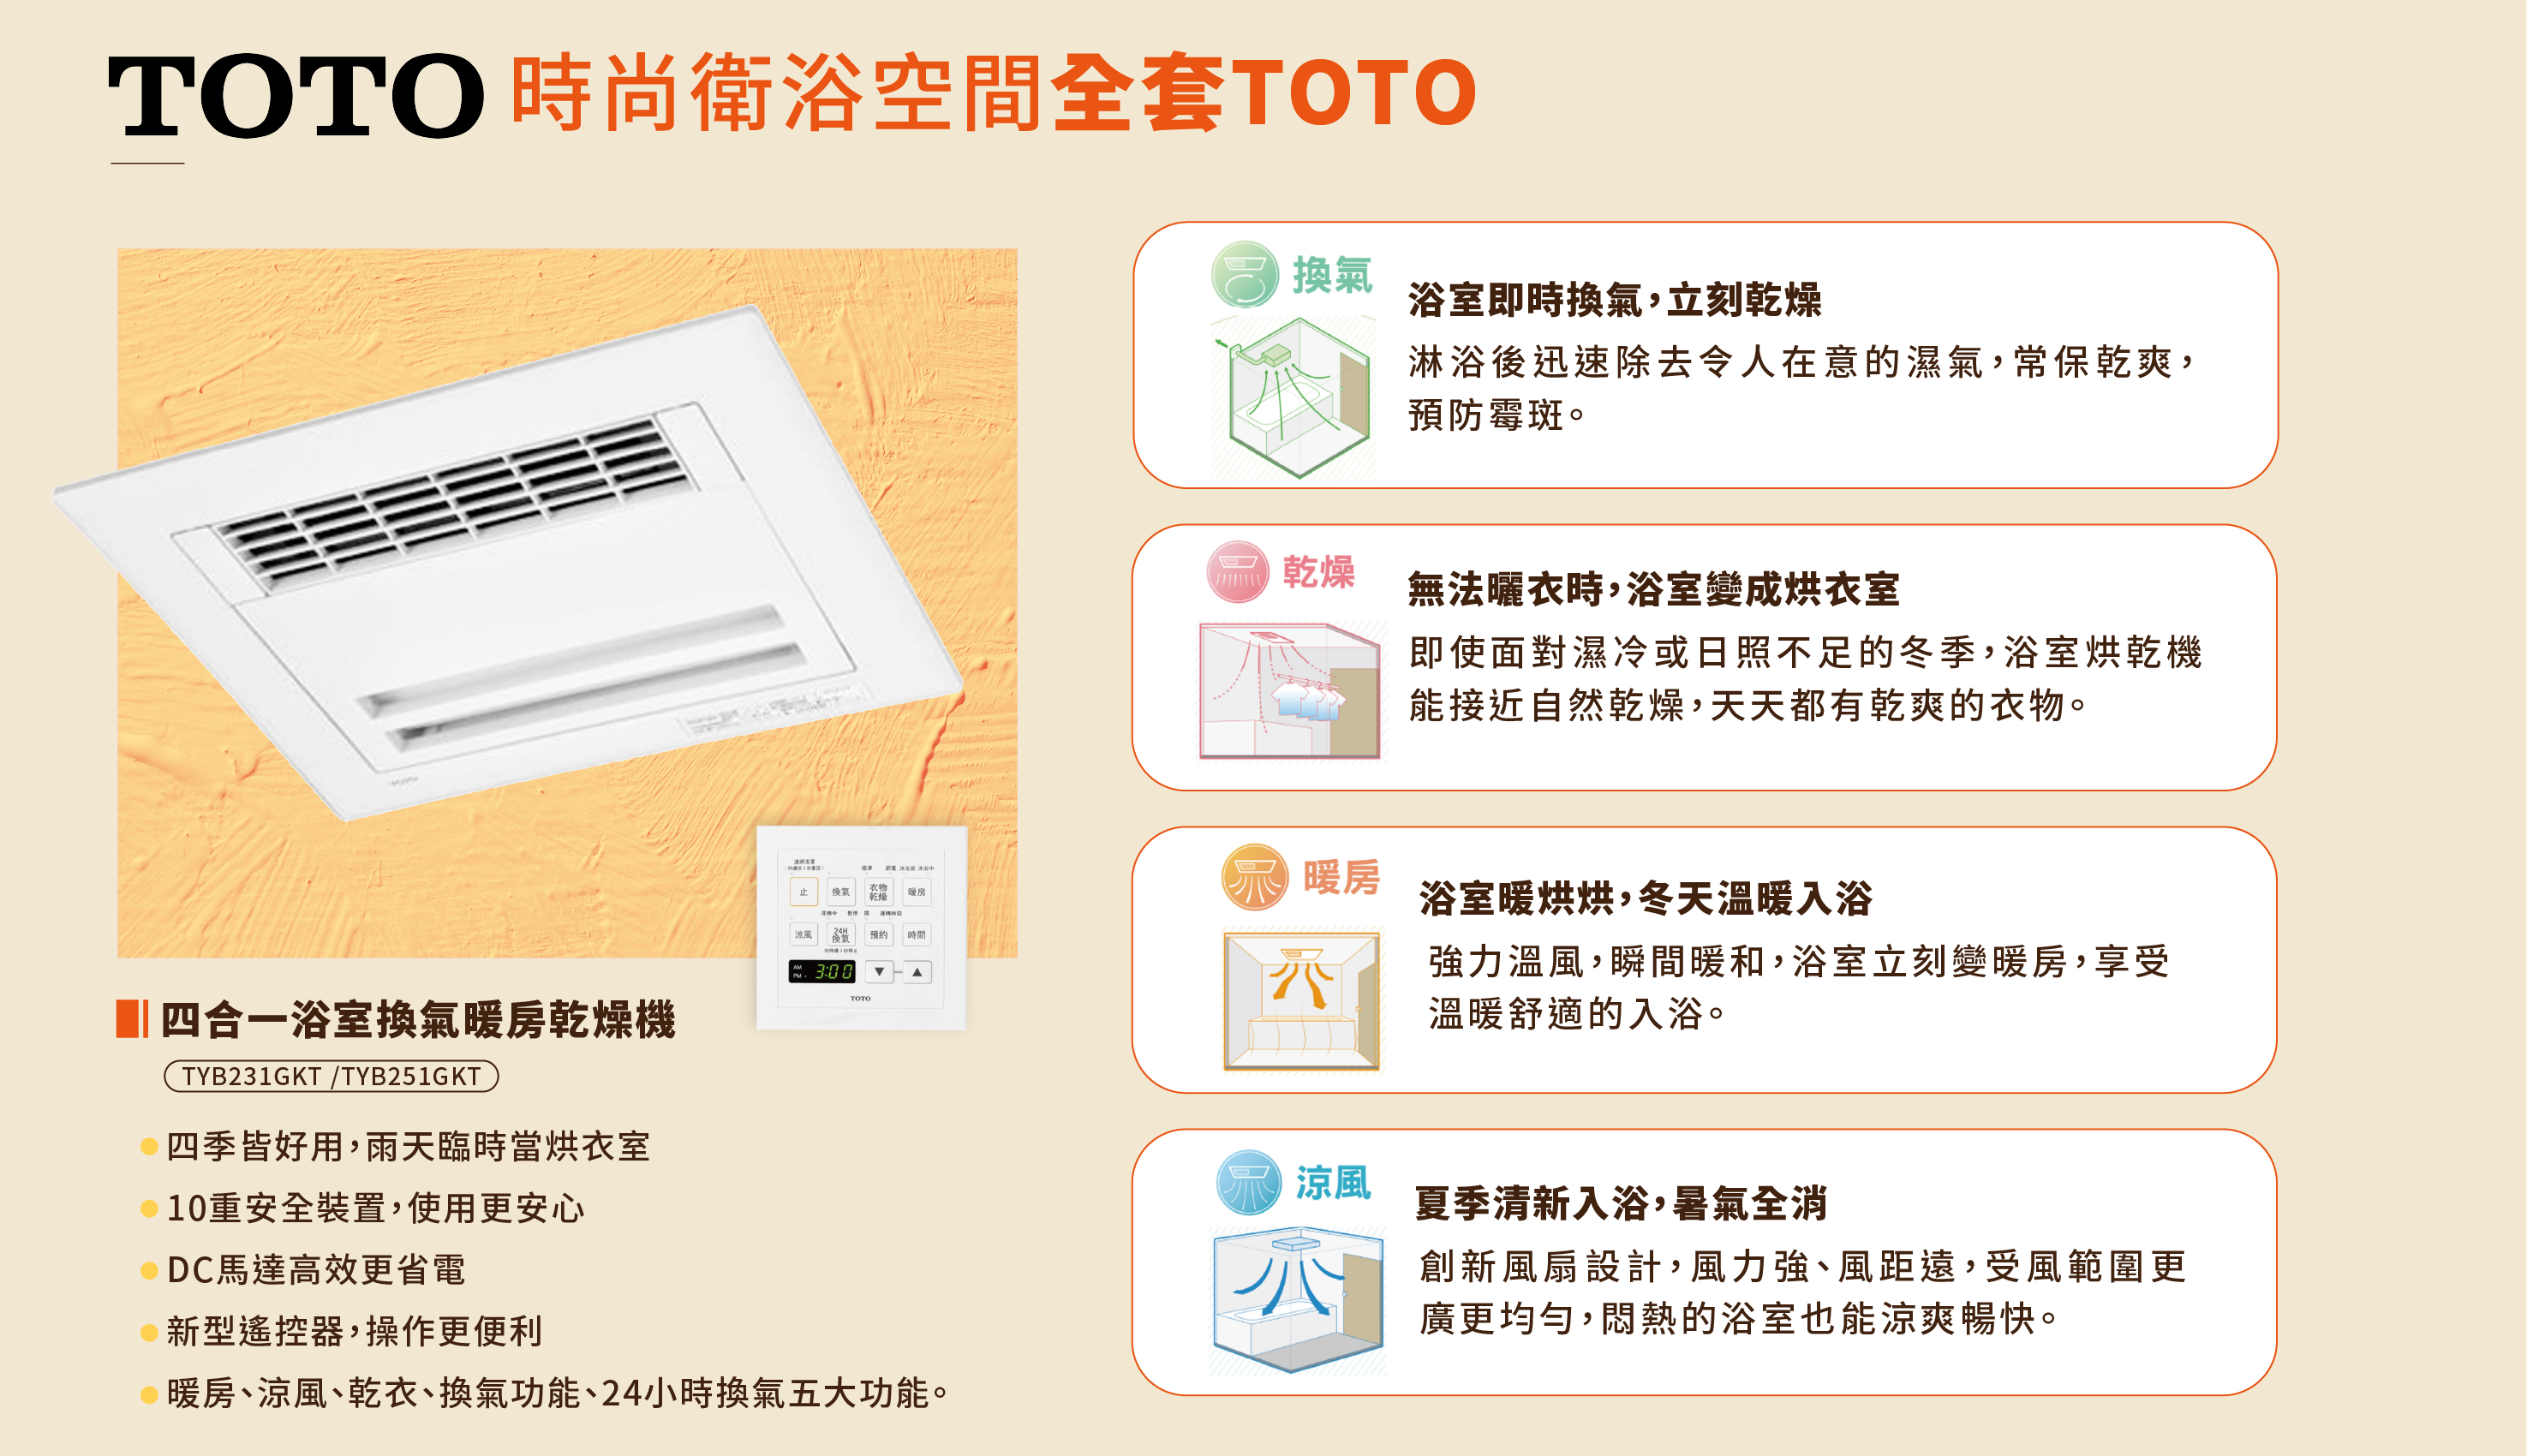 TOTO 時尚衛浴空間全套TOTO
TOTO
止 換氣 衣物乾燥 暖房
涼風 24H換氣 預約 時間
AM
PM 3:00 ▼ ▲
TOTO
四合一浴室換氣暖房乾燥機
TYB231GKT /TYB251GKT
四季皆好用，雨天臨時當烘衣室
10重安全裝置，使用更安心
DC馬達高效更省電
新型遙控器，操作更便利
暖房、涼風、乾衣、換氣功能、24小時換氣五大功能。
換氣
浴室即時換氣，立刻乾燥
淋浴後迅速除去令人在意的濕氣，常保乾爽，
預防霉斑。
乾燥
無法曬衣時，浴室變成烘衣室
即使面對濕冷或日照不足的冬季，浴室烘乾機
能接近自然乾燥，天天都有乾爽的衣物。
暖房
浴室暖烘烘，冬天溫暖入浴
強力溫風，瞬間暖和，浴室立刻變暖房，享受
溫暖舒適的入浴。
涼風
夏季清新入浴，暑氣全消
創新風扇設計，風力強、風距遠，受風範圍更
廣更均勻，悶熱的浴室也能涼爽暢快。